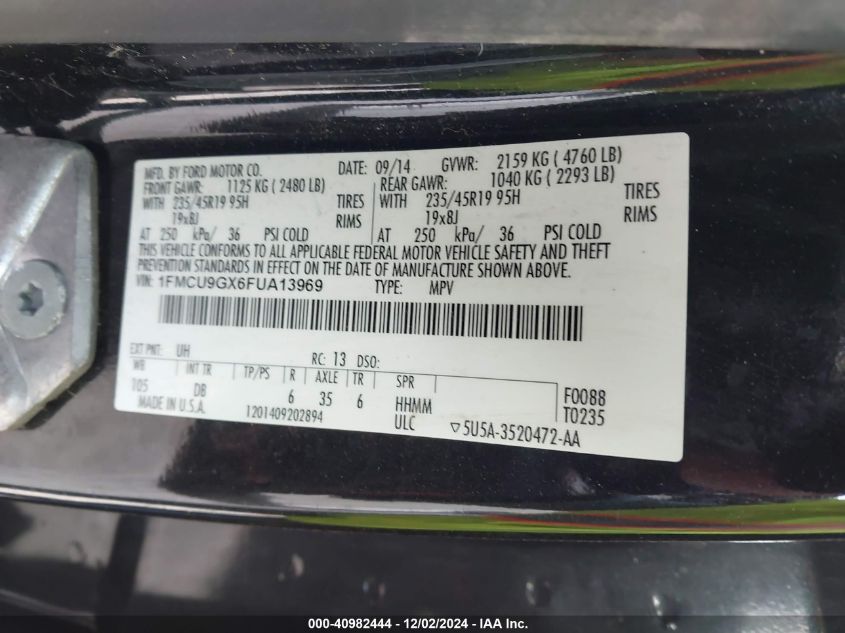 MFD. BY FORD MOTOR CO. DATE: 09/14 GVWR: 2159 KG ( 4760 LB)
FRONT GAWR: 1125 KG ( 2480 LB) REAR GAWR: 1040 KG ( 2293 LB)
WITH 235/45R19 95H TIRES WITH 235/45R19 95H TIRES
19x8J RIMS 19x8J RIMS
AT 250 kPa/ 36 PSI COLD AT 250 kPa/ 36 PSI COLD
THIS VEHICLE CONFORMS TO ALL APPLICABLE FEDERAL MOTOR VEHICLE SAFETY AND THEFT
PREVENTION STANDARDS IN EFFECT ON THE DATE OF MANUFACTURE SHOWN ABOVE.
VIN: 1FMCU9GX6FUA13969 TYPE: MPV
EXT PNT: UH RC: 13 DSO:
WB INT TR TP/PS R AXLE TR SPR
105 DB 6 35 6 HHMM F0088
MADE IN U.S.A. 1201409202894 ULC ▽5U5A-3520472-AA T0235
000-40982444 - 12/02/2024 - IAA Inc.